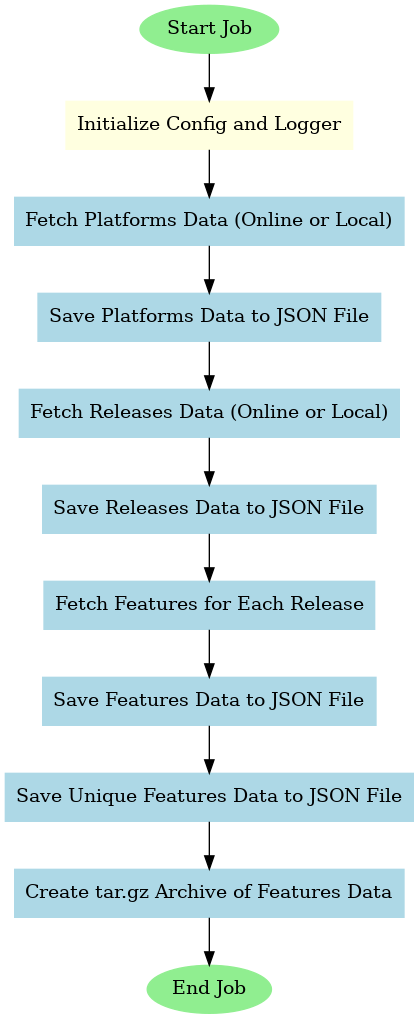 Start Job
Initialize Config and Logger
Fetch Platforms Data (Online or Local)
Save Platforms Data to JSON File
Fetch Releases Data (Online or Local)
Save Releases Data to JSON File
Fetch Features for Each Release
Save Features Data to JSON File
Save Unique Features Data to JSON File
Create tar.gz Archive of Features Data
End Job